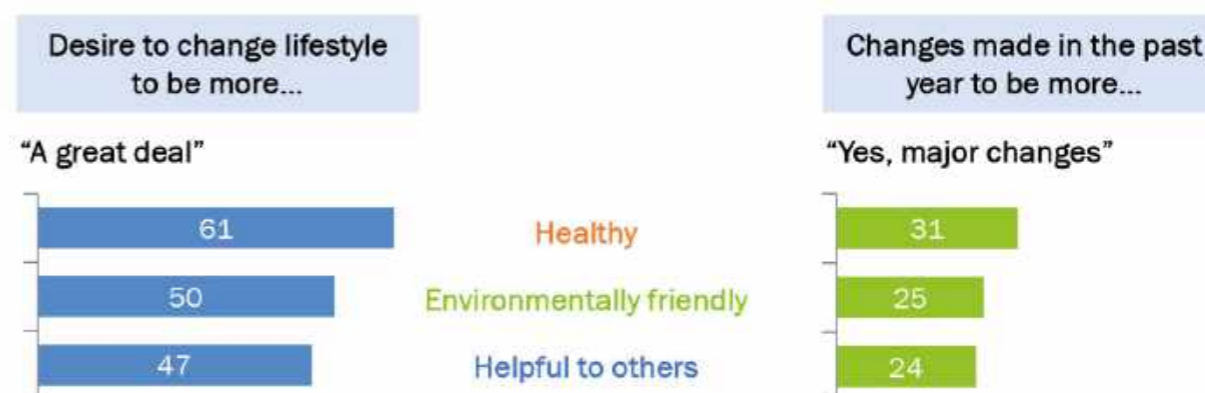 Desire to change lifestyle
to be more...
Changes made in the past
year to be more...
“A great deal”
“Yes, major changes”
61
Healthy
31
50
Environmentally friendly
25
47
Helpful to others
24